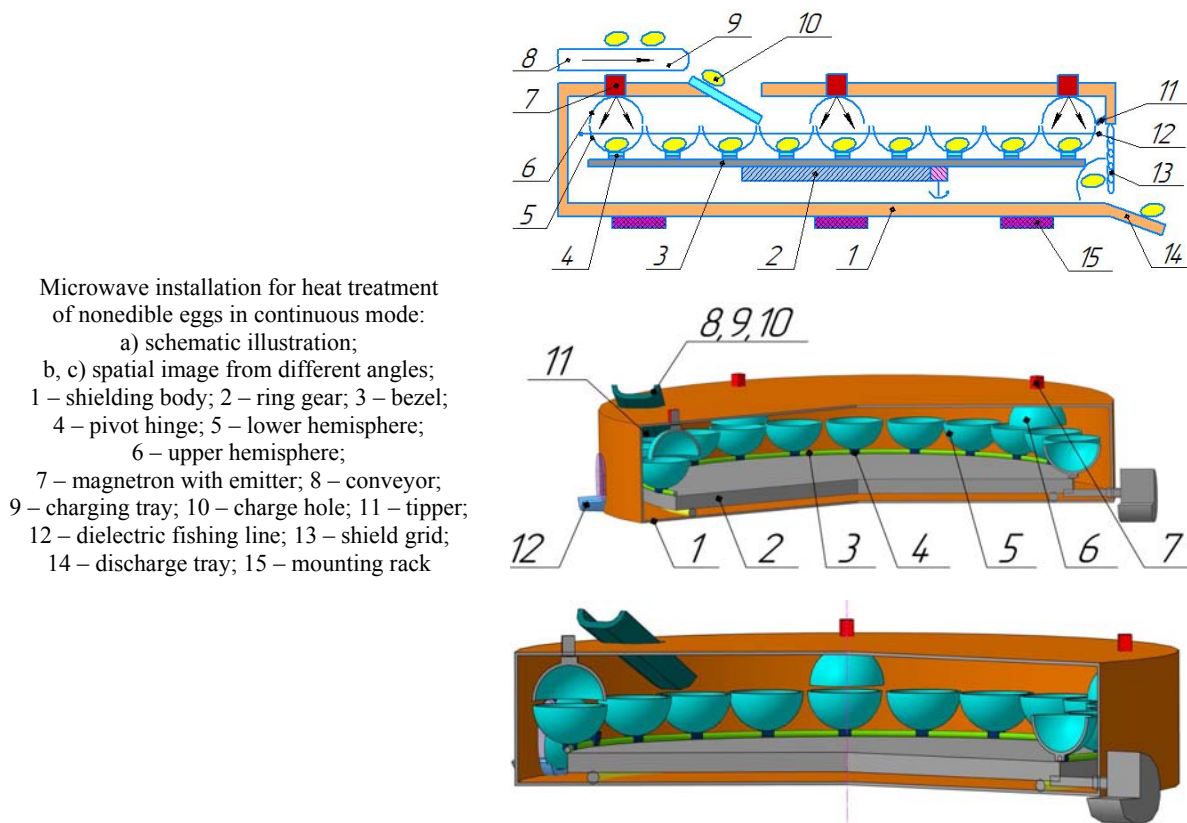 8
9
10
7
6
5
4
3
2
1
15
14
13
12
11
Microwave installation for heat treatment
of nonedible eggs in continuous mode:
a) schematic illustration;
b, c) spatial image from different angles;
1 – shielding body; 2 – ring gear; 3 – bezel;
4 – pivot hinge; 5 – lower hemisphere;
6 – upper hemisphere;
7 – magnetron with emitter; 8 – conveyor;
9 – charging tray; 10 – charge hole; 11 – tipper;
12 – dielectric fishing line; 13 – shield grid;
14 – discharge tray; 15 – mounting rack
8,9,10
11
12
1
2
3
4
5
6
7